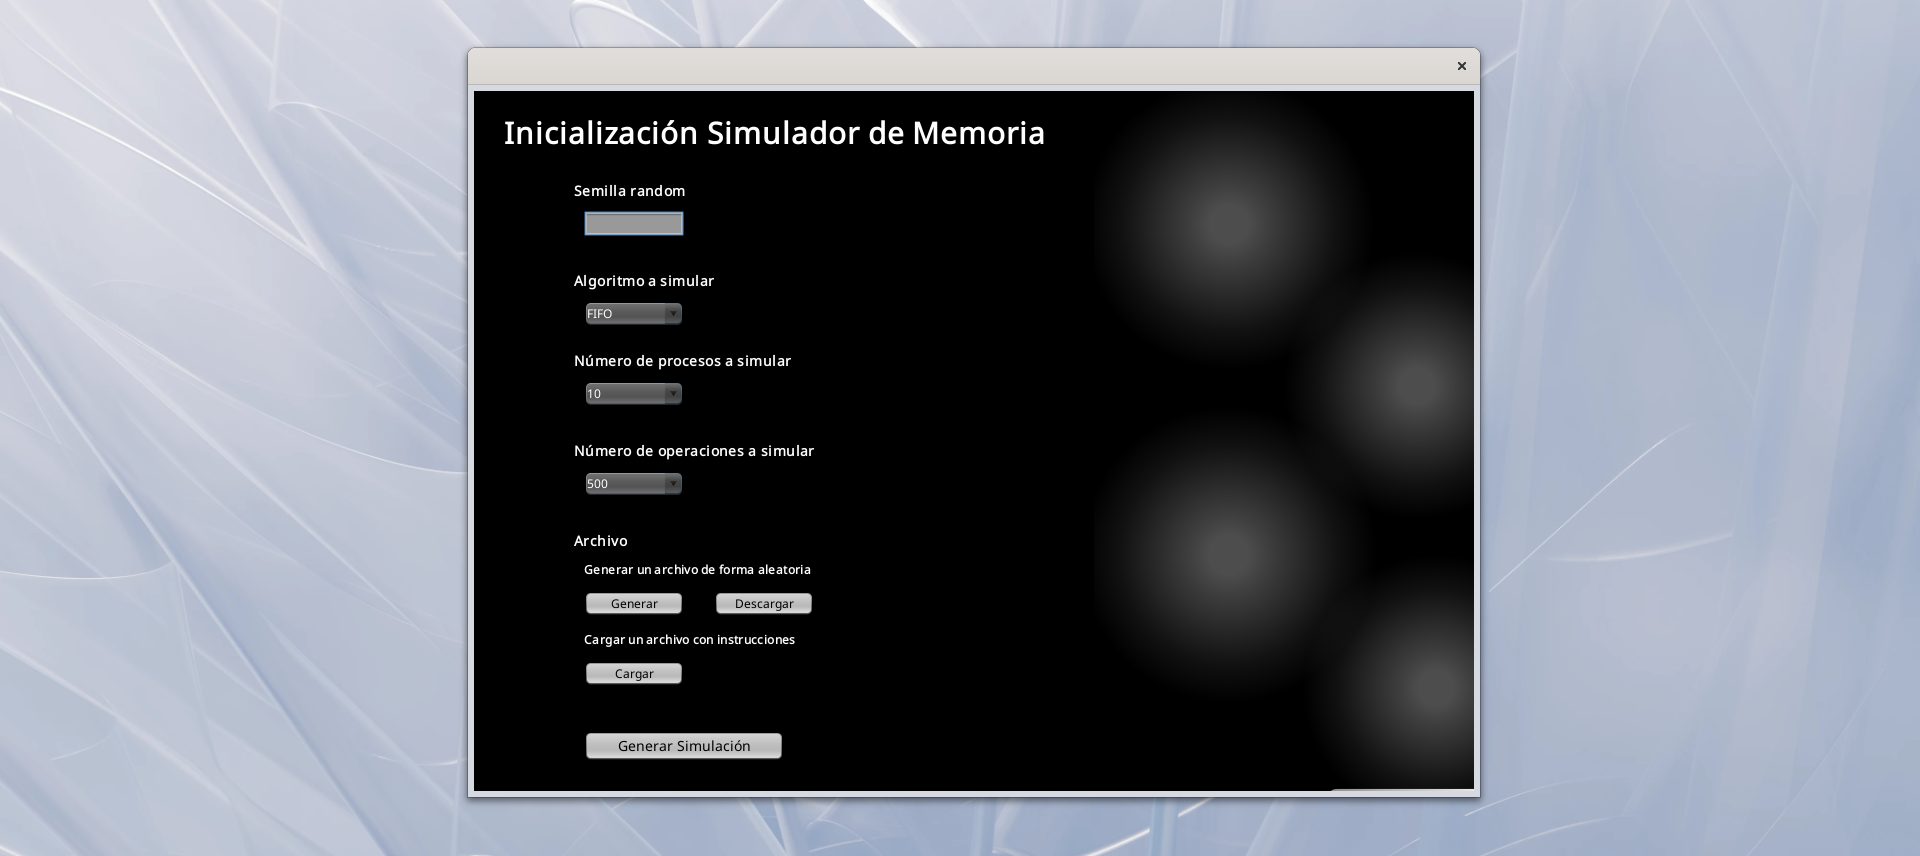 Inicialización Simulador de Memoria
Semilla random
Algoritmo a simular
FIFO
Número de procesos a simular
10
Número de operaciones a simular
500
Archivo
Generar un archivo de forma aleatoria
Generar Descargar
Cargar un archivo con instrucciones
Cargar
Generar Simulación